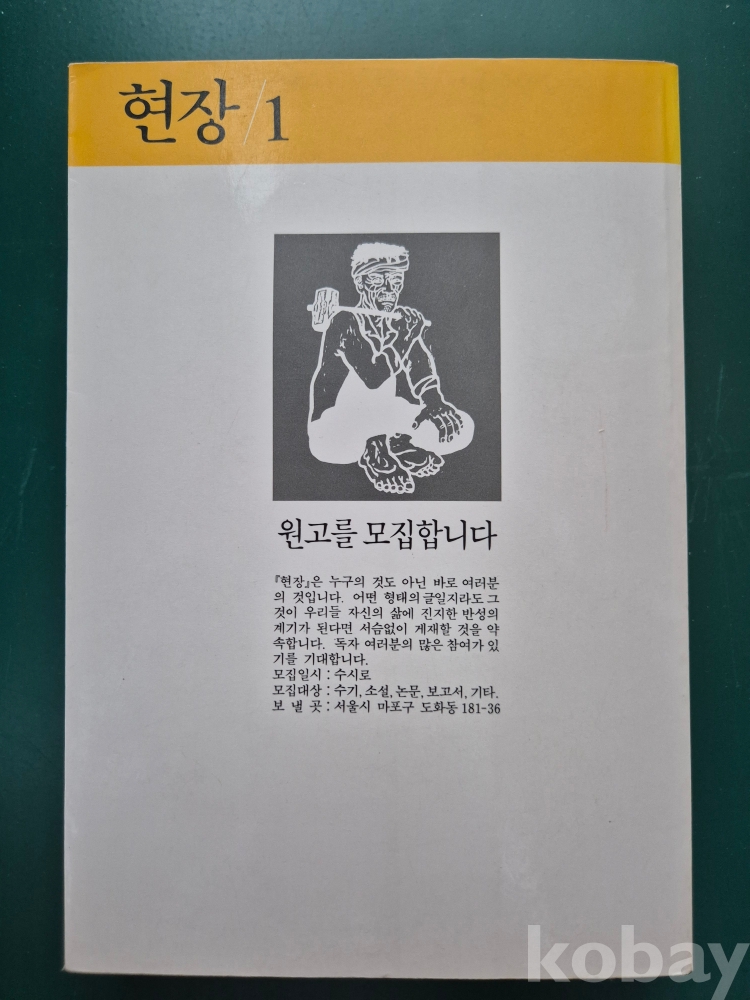 현장/1
원고를 모집합니다
『현장』은 누구의 것도 아닌 바로 여러분
의 것입니다. 어떤 형태의 글일지라도 그
것이 우리들 자신의 삶에 진지한 반성의
계기가 된다면 서슴없이 게재할 것을 약
속합니다. 독자 여러분의 많은 참여가 있
기를 기대합니다.
모집일시 : 수시로
모집대상 : 수기, 소설, 논문, 보고서, 기타.
보 낼 곳 : 서울시 마포구 도화동 181-36
kobay